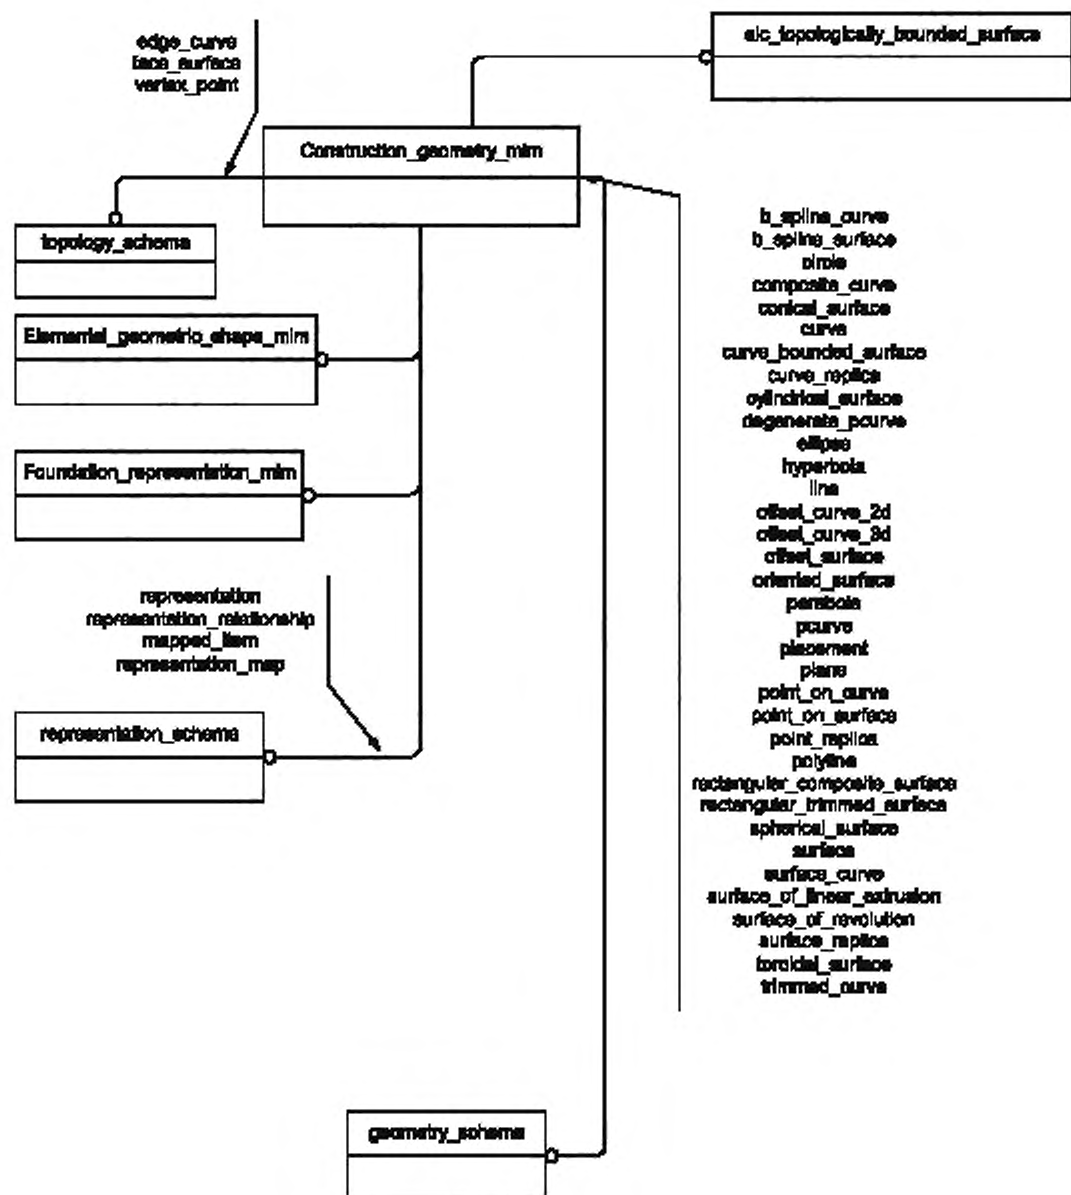 edge_curve
face_surface
vertex_point
aic_topologically_bounded_surface
Construction_geometry_mim
topology_schema
Elemental_geometric_shape_mim
Foundation_representation_mim
representation
representation_relationship
mapped_item
representation_map
representation_schema
b_spline_curve
b_spline_surface
circle
composite_curve
conical_surface
curve
curve_bounded_surface
curve_replica
cylindrical_surface
degenerate_pcurve
ellipse
hyperbola
line
offset_curve_2d
offset_curve_3d
offset_surface
oriented_surface
parabola
pcurve
placement
plane
point_on_curve
point_on_surface
point_replica
polyline
rectangular_composite_surface
rectangular_trimmed_surface
spherical_surface
surface
surface_curve
surface_of_linear_extrusion
surface_of_revolution
surface_replica
toroidal_surface
trimmed_curve
geometry_schema